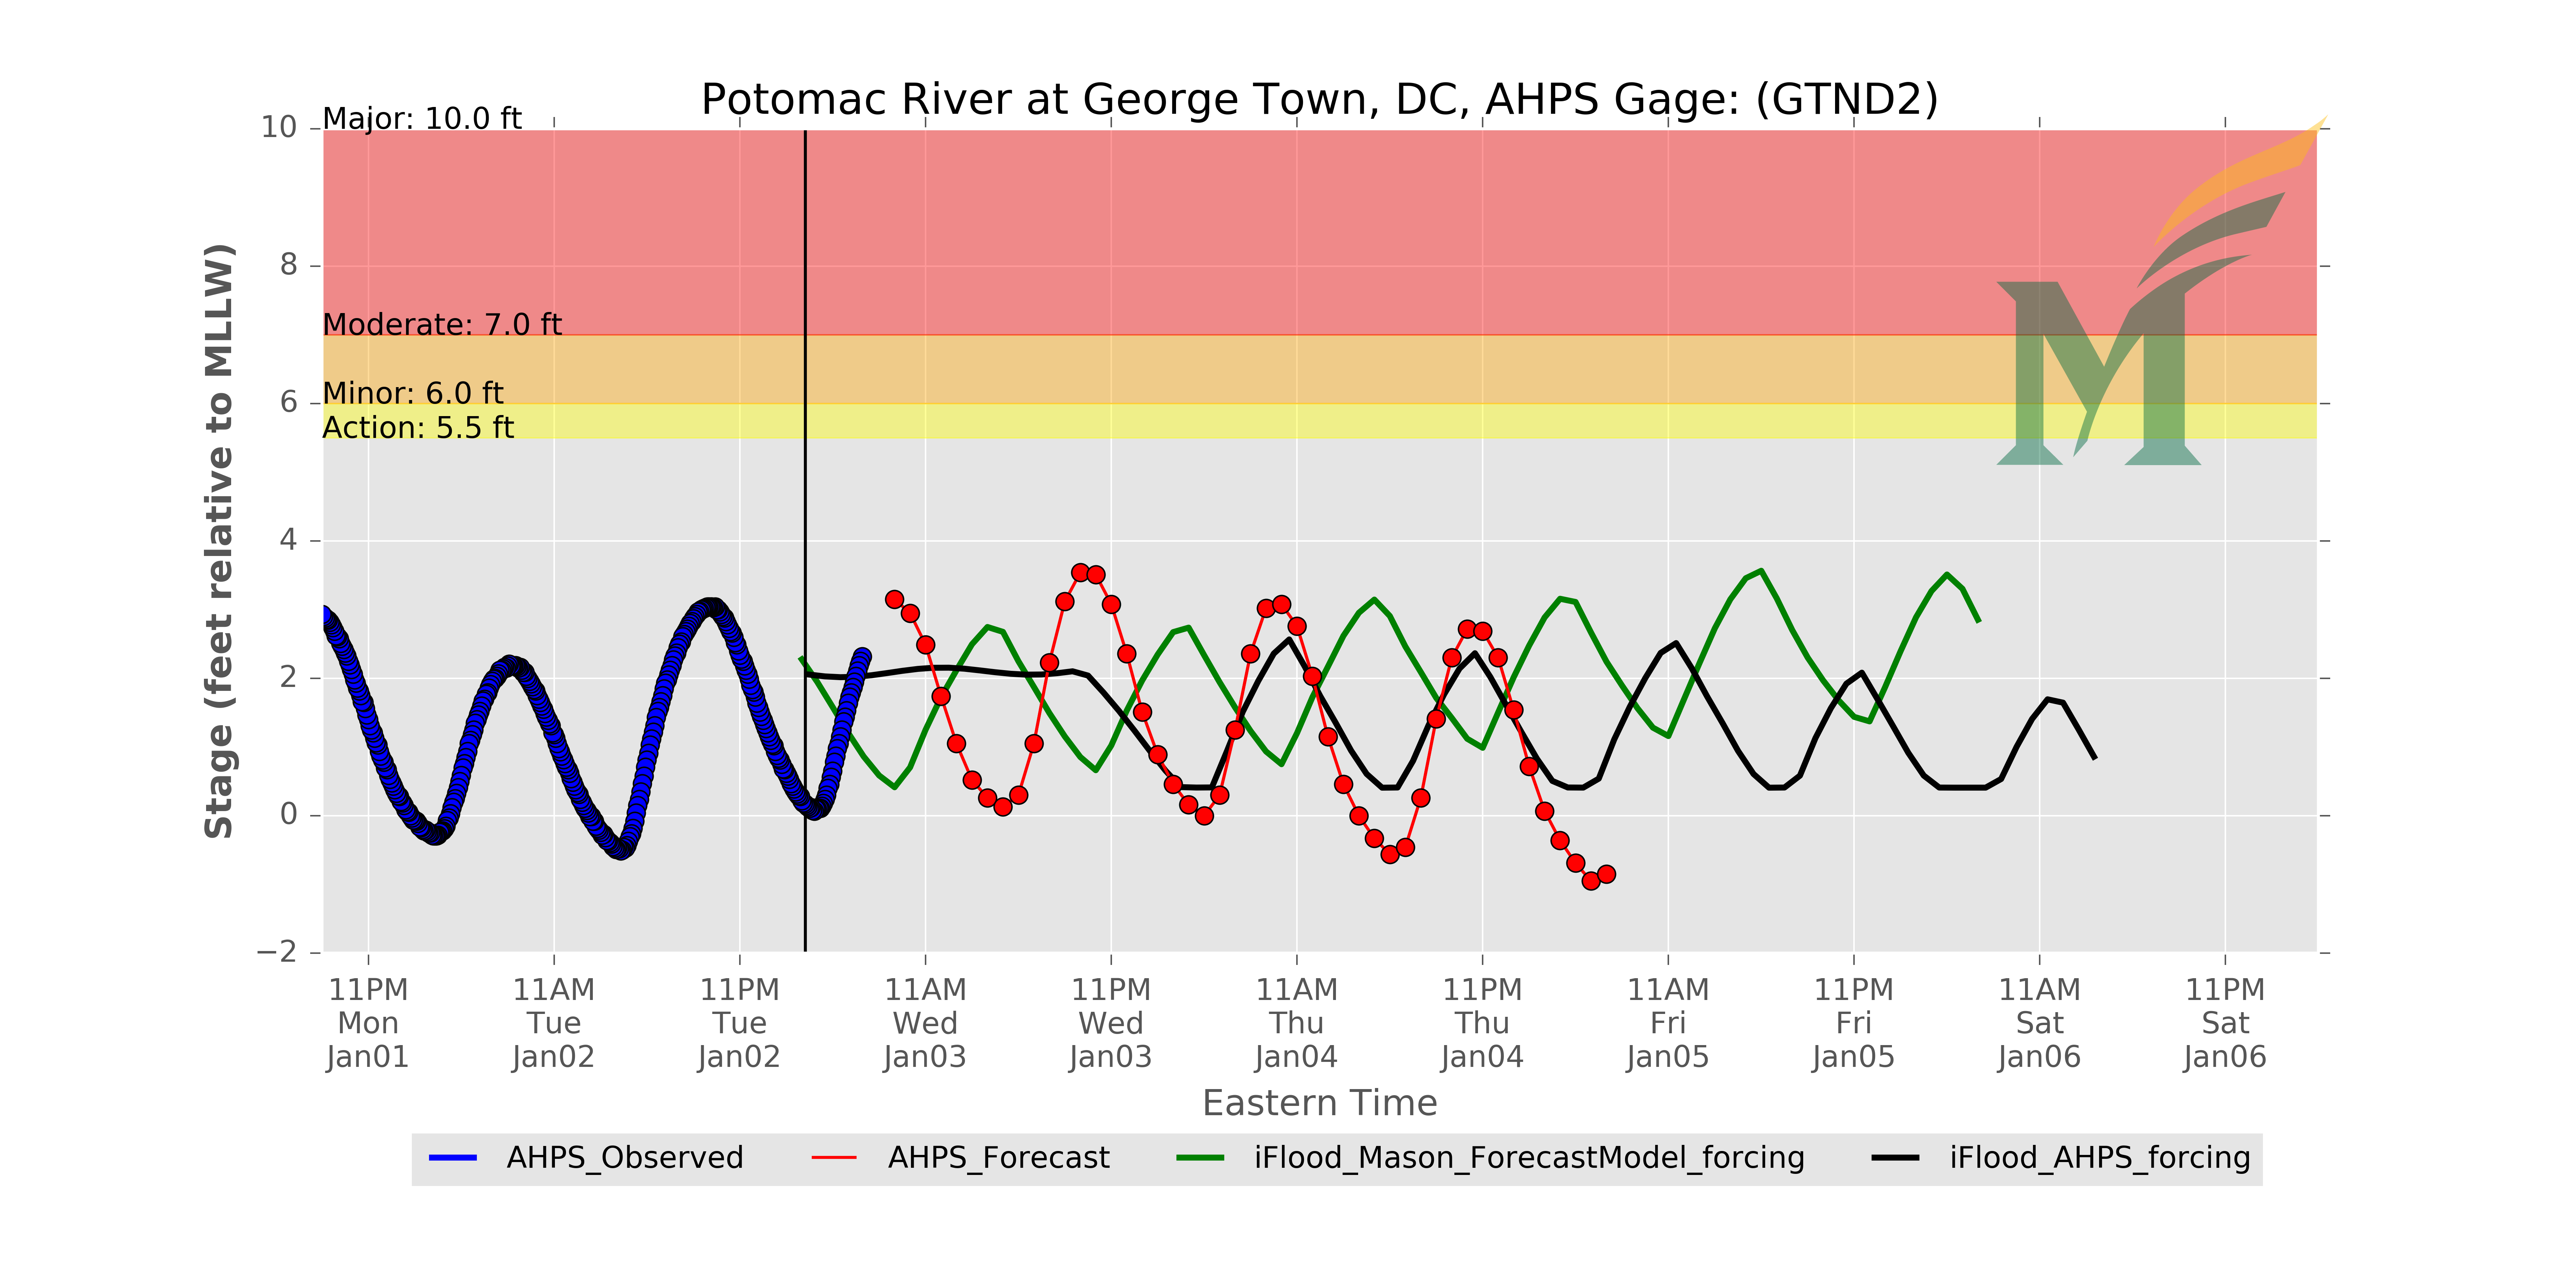 Potomac River at George Town, DC, AHPS Gage: (GTND2)
Major: 10.0 ft
Moderate: 7.0 ft
Minor: 6.0 ft
Action: 5.5 ft
10
8
6
4
2
0
−2
Stage (feet relative to MLLW)
11PM 11AM 11PM 11AM 11PM 11AM 11PM 11AM 11PM 11AM 11PM
Mon Tue Tue Wed Wed Thu Thu Fri Fri Sat Sat
Jan01 Jan02 Jan02 Jan03 Jan03 Jan04 Jan04 Jan05 Jan05 Jan06 Jan06
Eastern Time
AHPS_Observed AHPS_Forecast iFlood_Mason_ForecastModel_forcing iFlood_AHPS_forcing
M